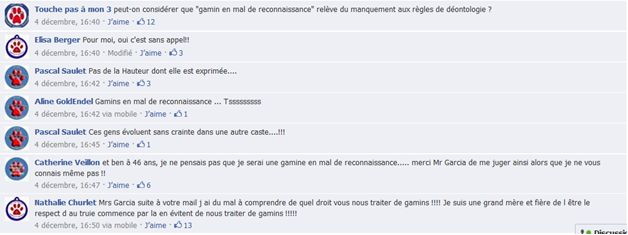 Touche pas à mon 3 peut-on considérer que "gamin en mal de reconnaissance" relève du manquement aux règles de déontologie ?
4 décembre, 16:40 · J'aime · 12
Elisa Berger Pour moi, oui c'est sans appel!!
4 décembre, 16:40 · Modifié · J'aime · 3
Pascal Saulet Pas de la Hauteur dont elle est exprimée....
4 décembre, 16:42 · J'aime · 3
Aline GoldEndel Gamins en mal de reconnaissance ... Tsssssssss
4 décembre, 16:42 via mobile · J'aime · 1
Pascal Saulet Ces gens évoluent sans crainte dans une autre caste....!!!
4 décembre, 16:45 · J'aime · 1
Catherine Veillon et ben à 46 ans, je ne pensais pas que je serai une gamine en mal de reconnaissance..... merci Mr Garcia de me juger ainsi alors que je ne vous
connais même pas !!
4 décembre, 16:47 · J'aime · 6
Nathalie Churlet Mrs Garcia suite à votre mail j ai du mal à comprendre de quel droit vous nous traiter de gamins !!!! Je suis une grand mère et fière de l être le
respect d au truie commence par la en évitent de nous traiter de gamins !!!!!
4 décembre, 16:50 via mobile · J'aime · 13